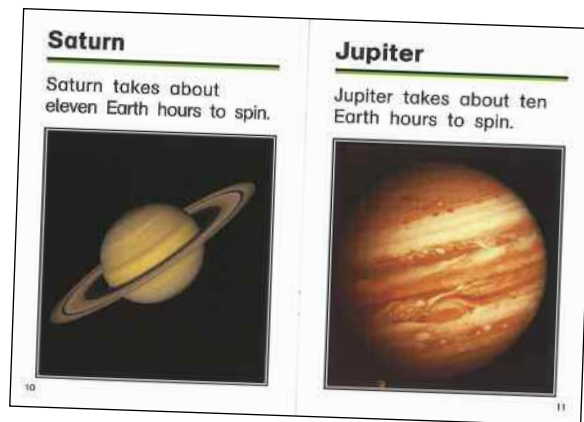 Saturn
Saturn takes about
eleven Earth hours to spin.
10
Jupiter
Jupiter takes about ten
Earth hours to spin.
11